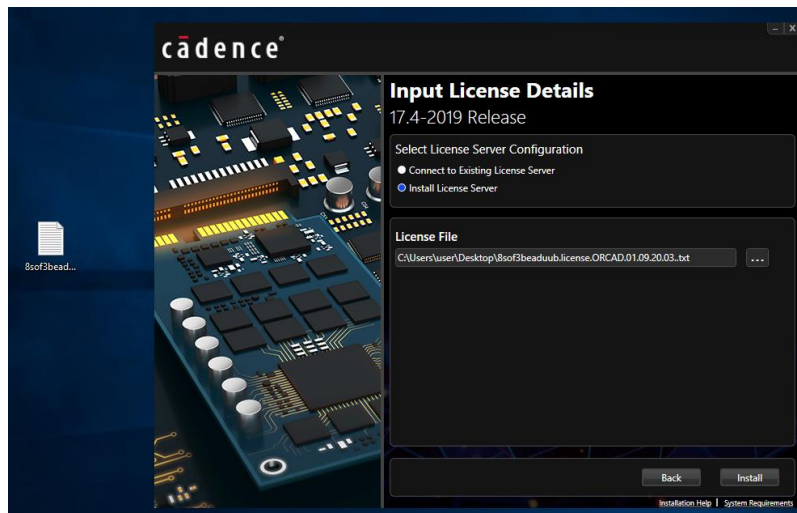 cādence®
Input License Details
17.4-2019 Release
Select License Server Configuration
Connect to Existing License Server
Install License Server
8sof3bead...
License File
C:\Users\user\Desktop\8sof3beaduub.license.ORCAD.01.09.20.03..txt
...
Back
Install
Installation Help | System Requirements